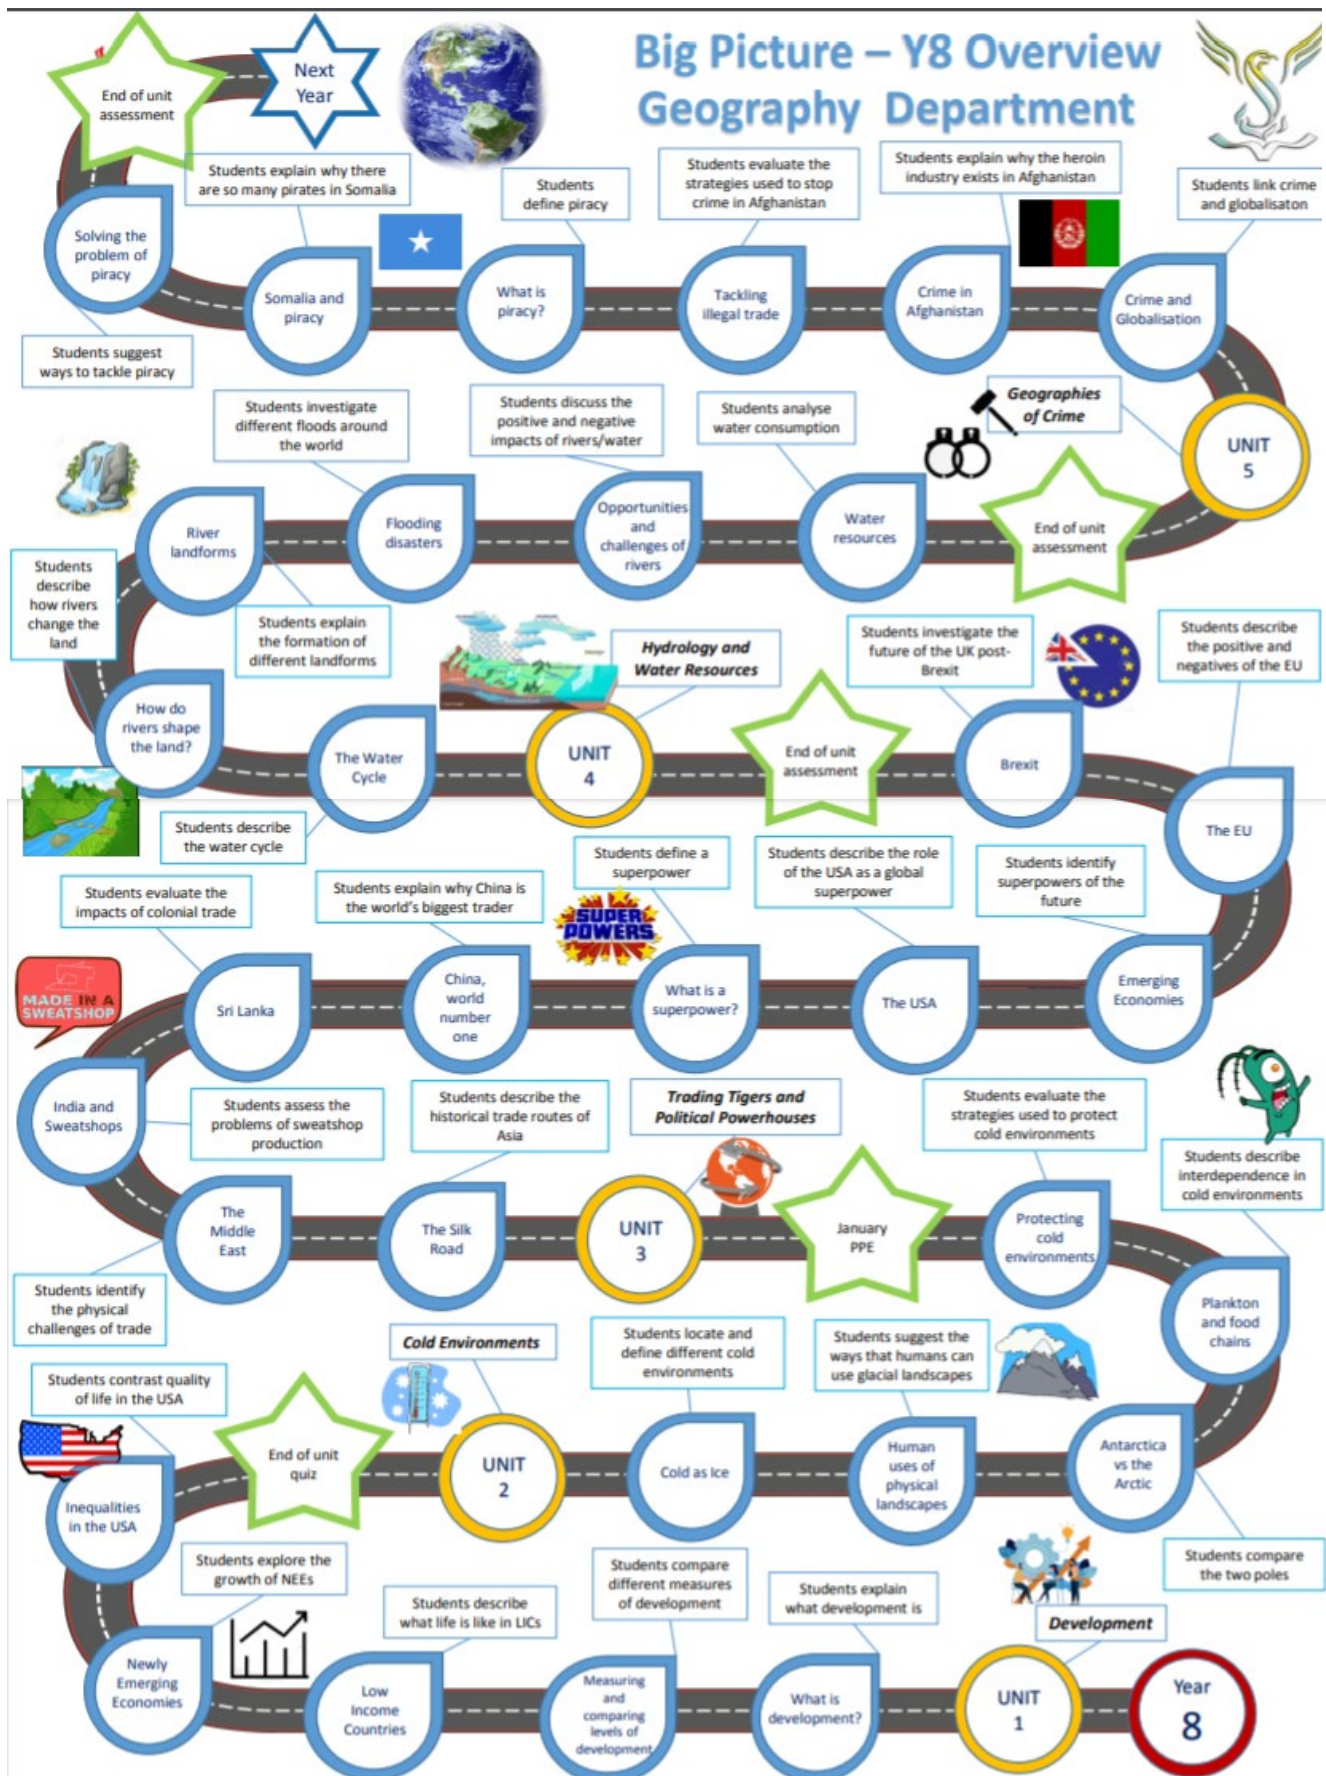 Big Picture – Y8 Overview
Geography Department
End of unit
assessment
Next
Year
Students explain why there
are so many pirates in Somalia
Students
define piracy
Students evaluate the
strategies used to stop
crime in Afghanistan
Students explain why the heroin
industry exists in Afghanistan
Students link crime
and globalisaton
Solving the
problem of
piracy
Somalia and
piracy
What is
piracy?
Tackling
illegal trade
Crime in
Afghanistan
Crime and
Globalisation
Students suggest
ways to tackle piracy
Students investigate
different floods around
the world
Students discuss the
positive and negative
impacts of rivers/water
Students analyse
water consumption
Geographies
of Crime
UNIT
5
River
landforms
Flooding
disasters
Opportunities
and
challenges of
rivers
Water
resources
End of unit
assessment
Students
describe
how rivers
change the
land
Students explain
the formation of
different landforms
Hydrology and
Water Resources
Students investigate the
future of the UK post-
Brexit
Students describe
the positive and
negatives of the EU
How do
rivers shape
the land?
The Water
Cycle
UNIT
4
End of unit
assessment
Brexit
The EU
Students describe
the water cycle
Students evaluate the
impacts of colonial trade
Students explain why China is
the world's biggest trader
Students define a
superpower
SUPER
POWERS
Students describe the role
of the USA as a global
superpower
Students identify
superpowers of the
future
MADE IN A
SWEATSHOP
Sri Lanka
China,
world
number
one
What is a
superpower?
The USA
Emerging
Economies
India and
Sweatshops
Students assess the
problems of sweatshop
production
Students describe the
historical trade routes of
Asia
Trading Tigers and
Political Powerhouses
Students evaluate the
strategies used to protect
cold environments
Students describe
interdependence in
cold environments
The
Middle
East
The Silk
Road
UNIT
3
January
PPE
Protecting
cold
environments
Plankton
and food
chains
Students identify
the physical
challenges of trade
Cold Environments
Students locate and
define different cold
environments
Students suggest the
ways that humans can
use glacial landscapes
Students contrast quality
of life in the USA
Inequalities
in the USA
End of unit
quiz
UNIT
2
Cold as Ice
Human
uses of
physical
landscapes
Antarctica
vs the
Arctic
Students explore the
growth of NEEs
Students describe
what life is like in LICs
Students compare
different measures
of development
Students explain
what development is
Students compare
the two poles
Development
Newly
Emerging
Economies
Low
Income
Countries
Measuring
and
comparing
levels of
development
What is
development?
UNIT
1
Year
8